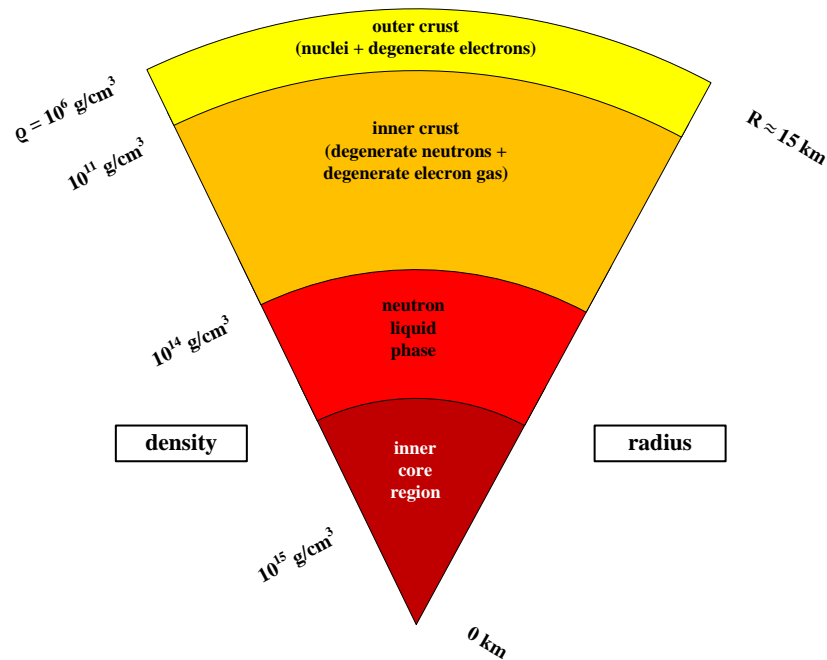 outer crust
(nuclei + degenerate electrons)
ϱ = 10⁶ g/cm³
R ≈ 15 km
inner crust
(degenerate neutrons +
degenerate elecron gas)
10¹¹ g/cm³
neutron
liquid
phase
10¹⁴ g/cm³
density
radius
inner
core
region
10¹⁵ g/cm³
0 km